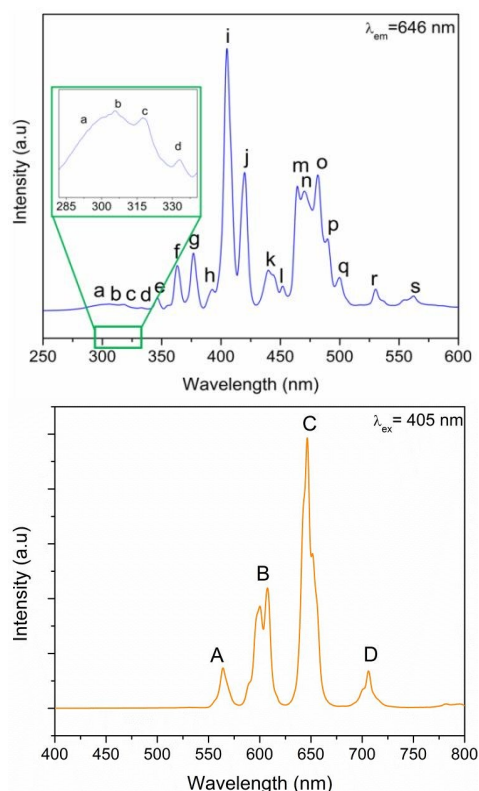 λem=646 nm
i
j
m
o
n
p
a
b
c
d
285 300 315 330
a b c d e f g h k l q r s
Intensity (a.u)
250 300 350 400 450 500 550 600
Wavelength (nm)
λex= 405 nm
C
B
A
D
Intensity (a.u)
400 450 500 550 600 650 700 750 800
Wavelength (nm)